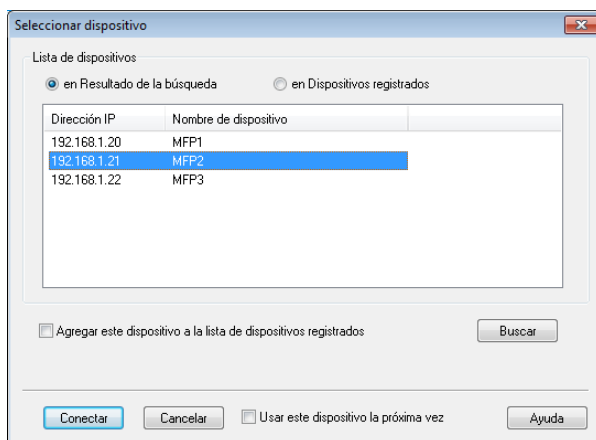 Seleccionar dispositivo
Lista de dispositivos
en Resultado de la búsqueda en Dispositivos registrados
Dirección IP Nombre de dispositivo
192.168.1.20 MFP1
192.168.1.21 MFP2
192.168.1.22 MFP3
Agregar este dispositivo a la lista de dispositivos registrados Buscar
Conectar Cancelar Usar este dispositivo la próxima vez Ayuda